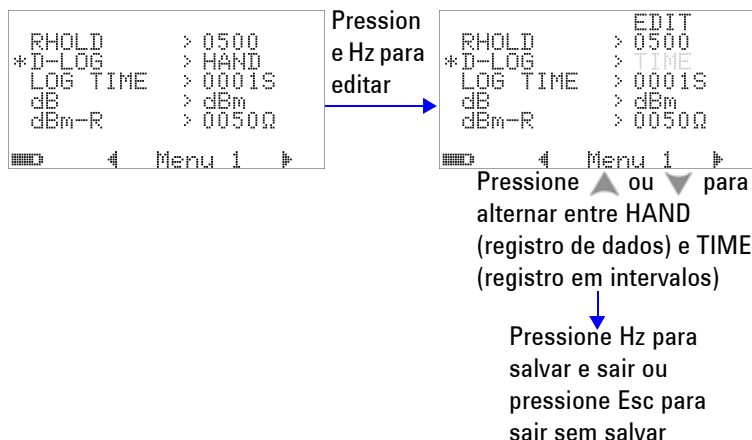 RHOLD > 0500
*D-LOG > HAND
LOG TIME > 0001S
dB > dBm
dBm-R > 0050Ω
Menu 1
Pression
e Hz para
editar
EDIT
RHOLD > 0500
*D-LOG > TIME
LOG TIME > 0001S
dB > dBm
dBm-R > 0050Ω
Menu 1
Pressione ou para
alternar entre HAND
(registro de dados) e TIME
(registro em intervalos)
Pressione Hz para
salvar e sair ou
pressione Esc para
sair sem salvar